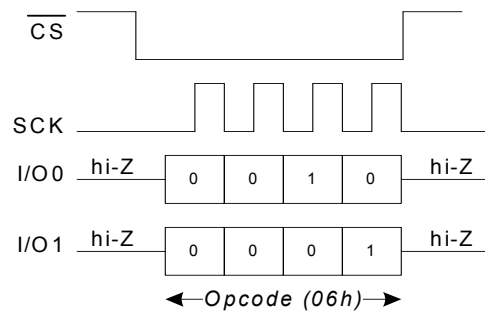 CS
SCK
I/O0 hi-Z 0 0 1 0 hi-Z
I/O1 hi-Z 0 0 0 1 hi-Z
Opcode (06h)